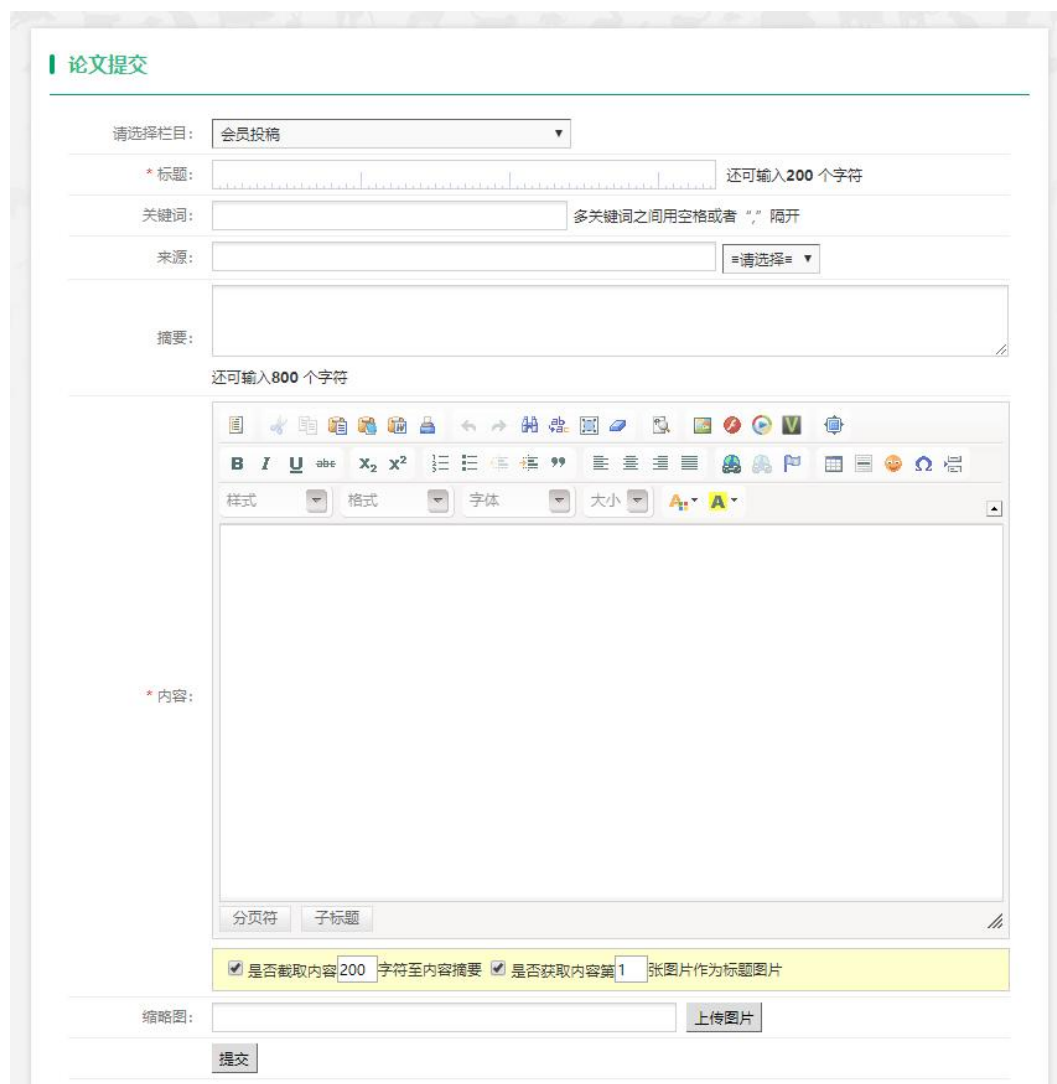 论文提交
请选择栏目: 会员投稿
* 标题: 还可输入200 个字符
关键词: 多关键词之间用空格或者 "," 隔开
来源: =请选择=
摘要:
还可输入800 个字符
B I U abc X₂ X²
样式 格式 字体 大小 A A
* 内容:
分页符 子标题
是否截取内容200字符至内容摘要 是否获取内容第1张图片作为标题图片
缩略图: 上传图片
提交